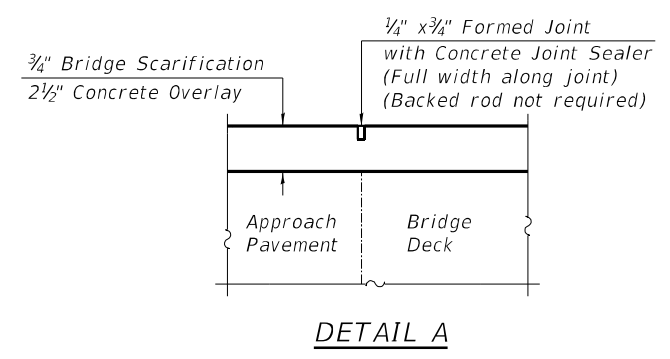 ¼" x¾" Formed Joint
with Concrete Joint Sealer
(Full width along joint)
(Backed rod not required)
¾" Bridge Scarification
2½" Concrete Overlay
Approach
Pavement
Bridge
Deck
DETAIL A